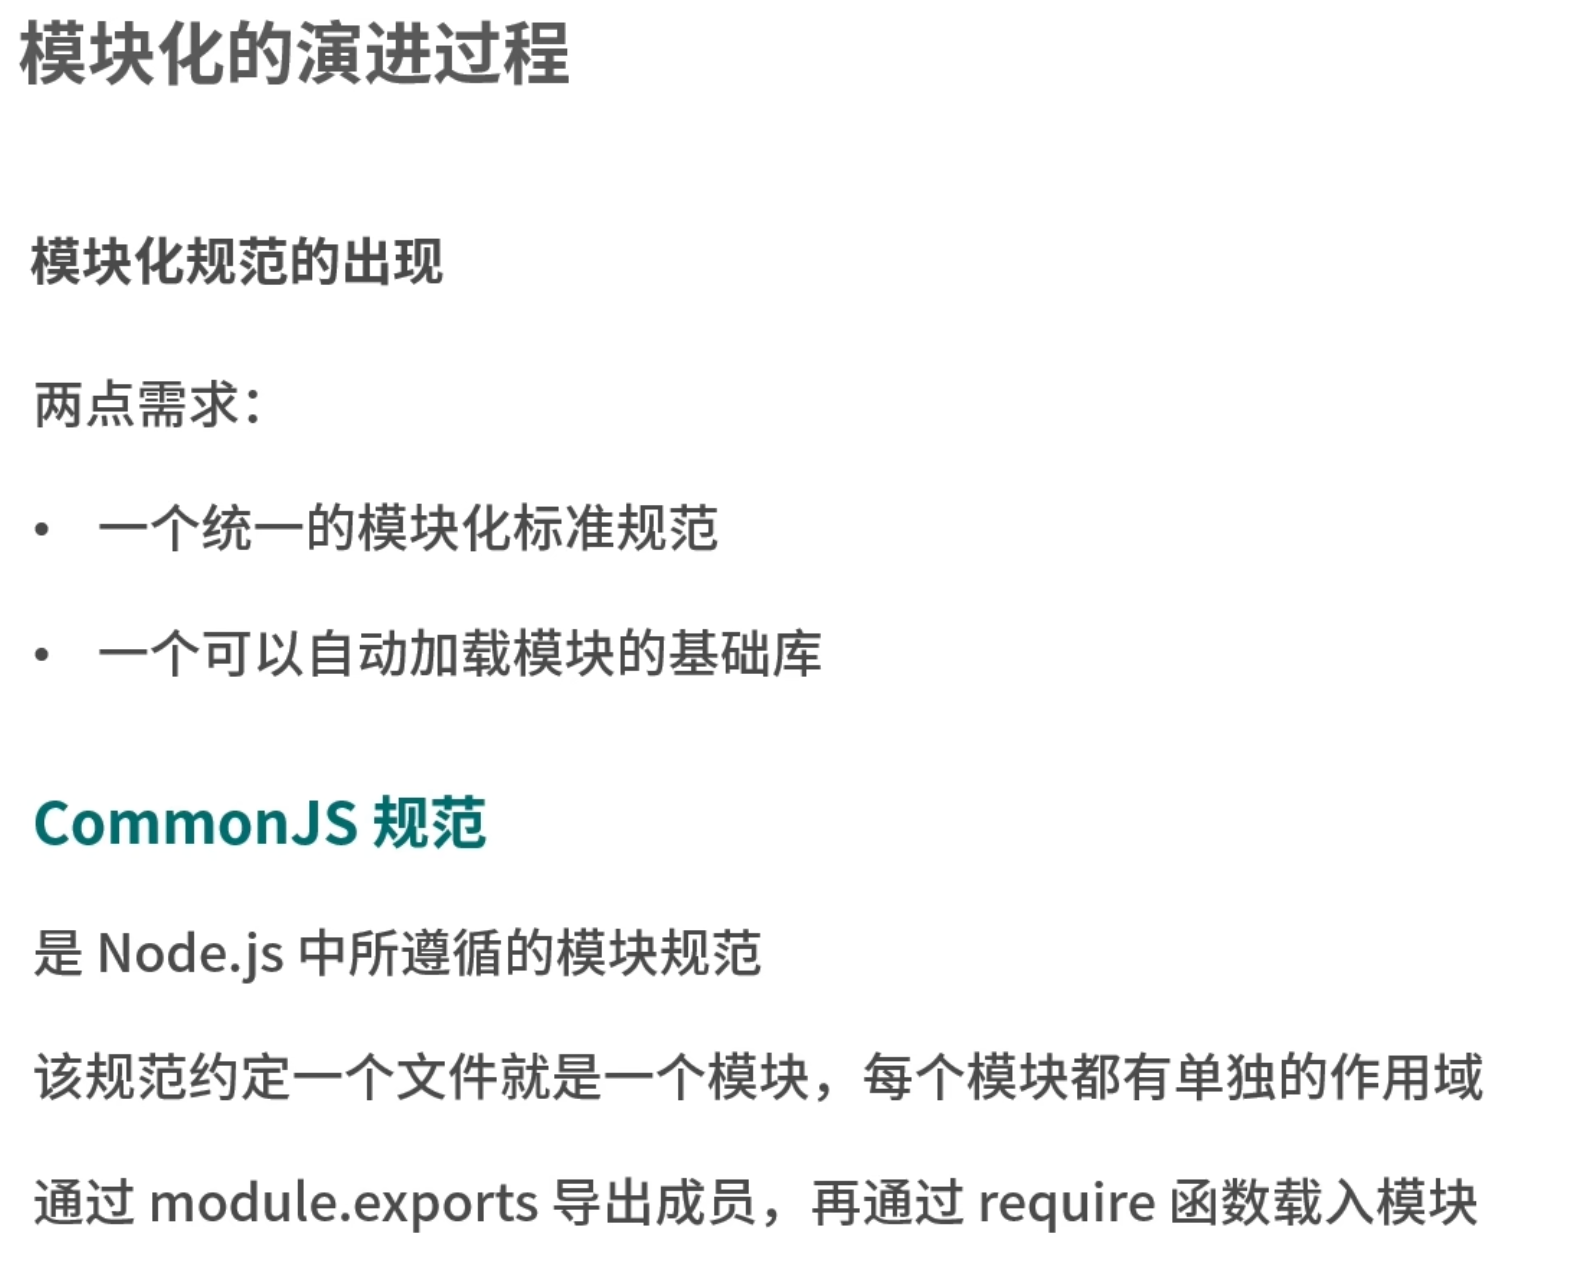 模块化的演进过程
模块化规范的出现
两点需求：
• 一个统一的模块化标准规范
• 一个可以自动加载模块的基础库
CommonJS 规范
是 Node.js 中所遵循的模块规范
该规范约定一个文件就是一个模块，每个模块都有单独的作用域
通过 module.exports 导出成员，再通过 require 函数载入模块